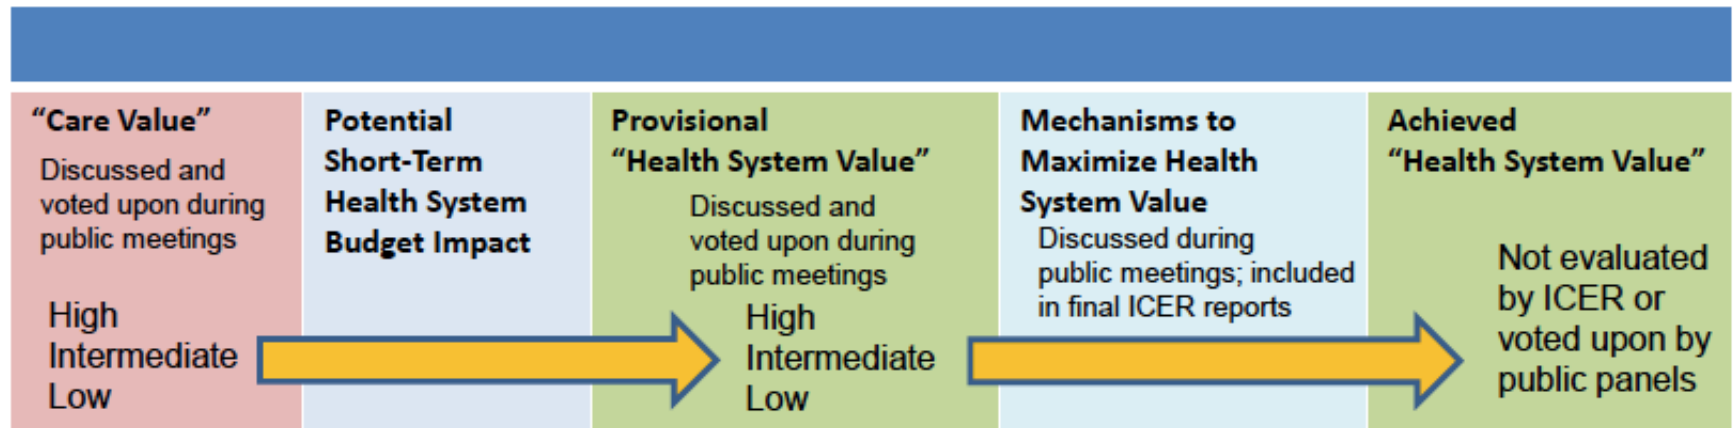 “Care Value”
Discussed and
voted upon during
public meetings
High
Intermediate
Low
Potential
Short-Term
Health System
Budget Impact
Provisional
“Health System Value”
Discussed and
voted upon during
public meetings
High
Intermediate
Low
Mechanisms to
Maximize Health
System Value
Discussed during
public meetings; included
in final ICER reports
Achieved
“Health System Value”
Not evaluated
by ICER or
voted upon by
public panels